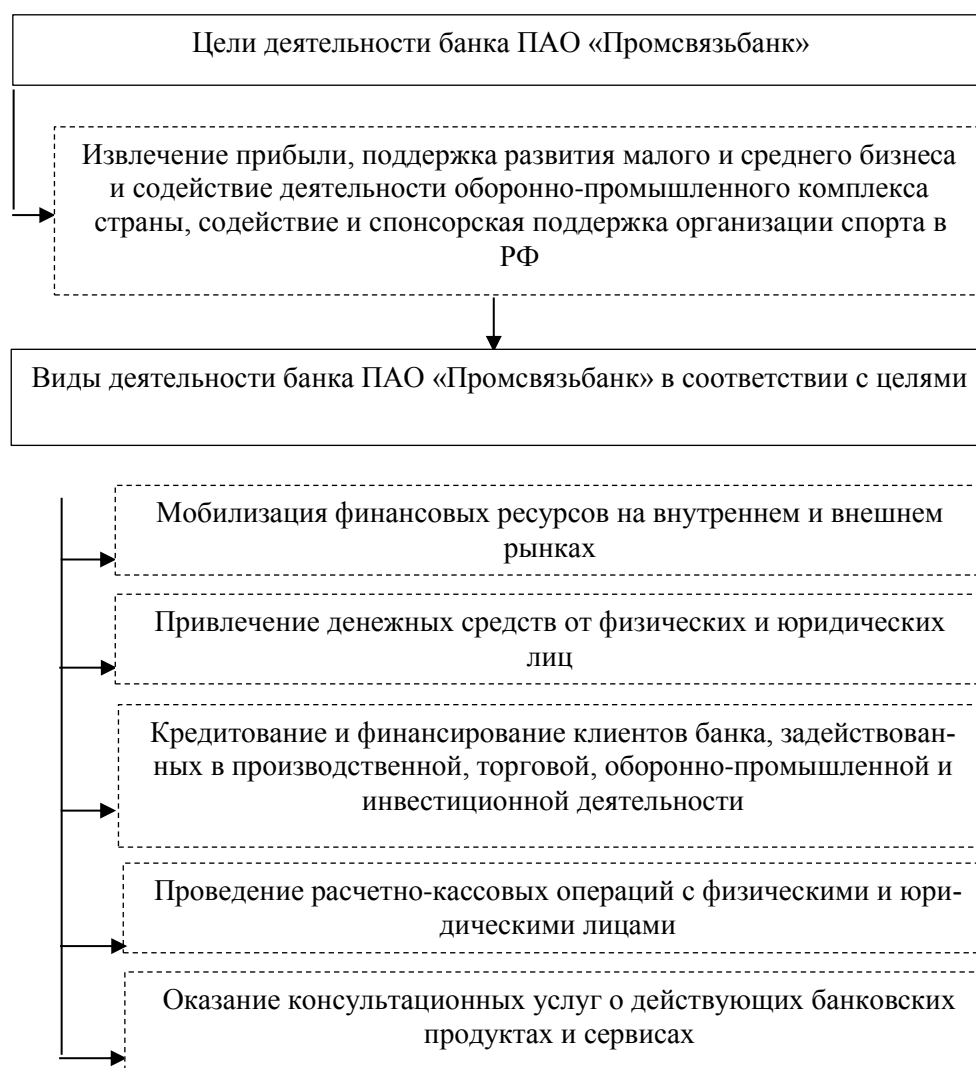 Цели деятельности банка ПАО «Промсвязьбанк»
Извлечение прибыли, поддержка развития малого и среднего бизнеса
и содействие деятельности оборонно-промышленного комплекса
страны, содействие и спонсорская поддержка организации спорта в
РФ
Виды деятельности банка ПАО «Промсвязьбанк» в соответствии с целями
Мобилизация финансовых ресурсов на внутреннем и внешнем
рынках
Привлечение денежных средств от физических и юридических
лиц
Кредитование и финансирование клиентов банка, задействован-
ных в производственной, торговой, оборонно-промышленной и
инвестиционной деятельности
Проведение расчетно-кассовых операций с физическими и юри-
дическими лицами
Оказание консультационных услуг о действующих банковских
продуктах и сервисах